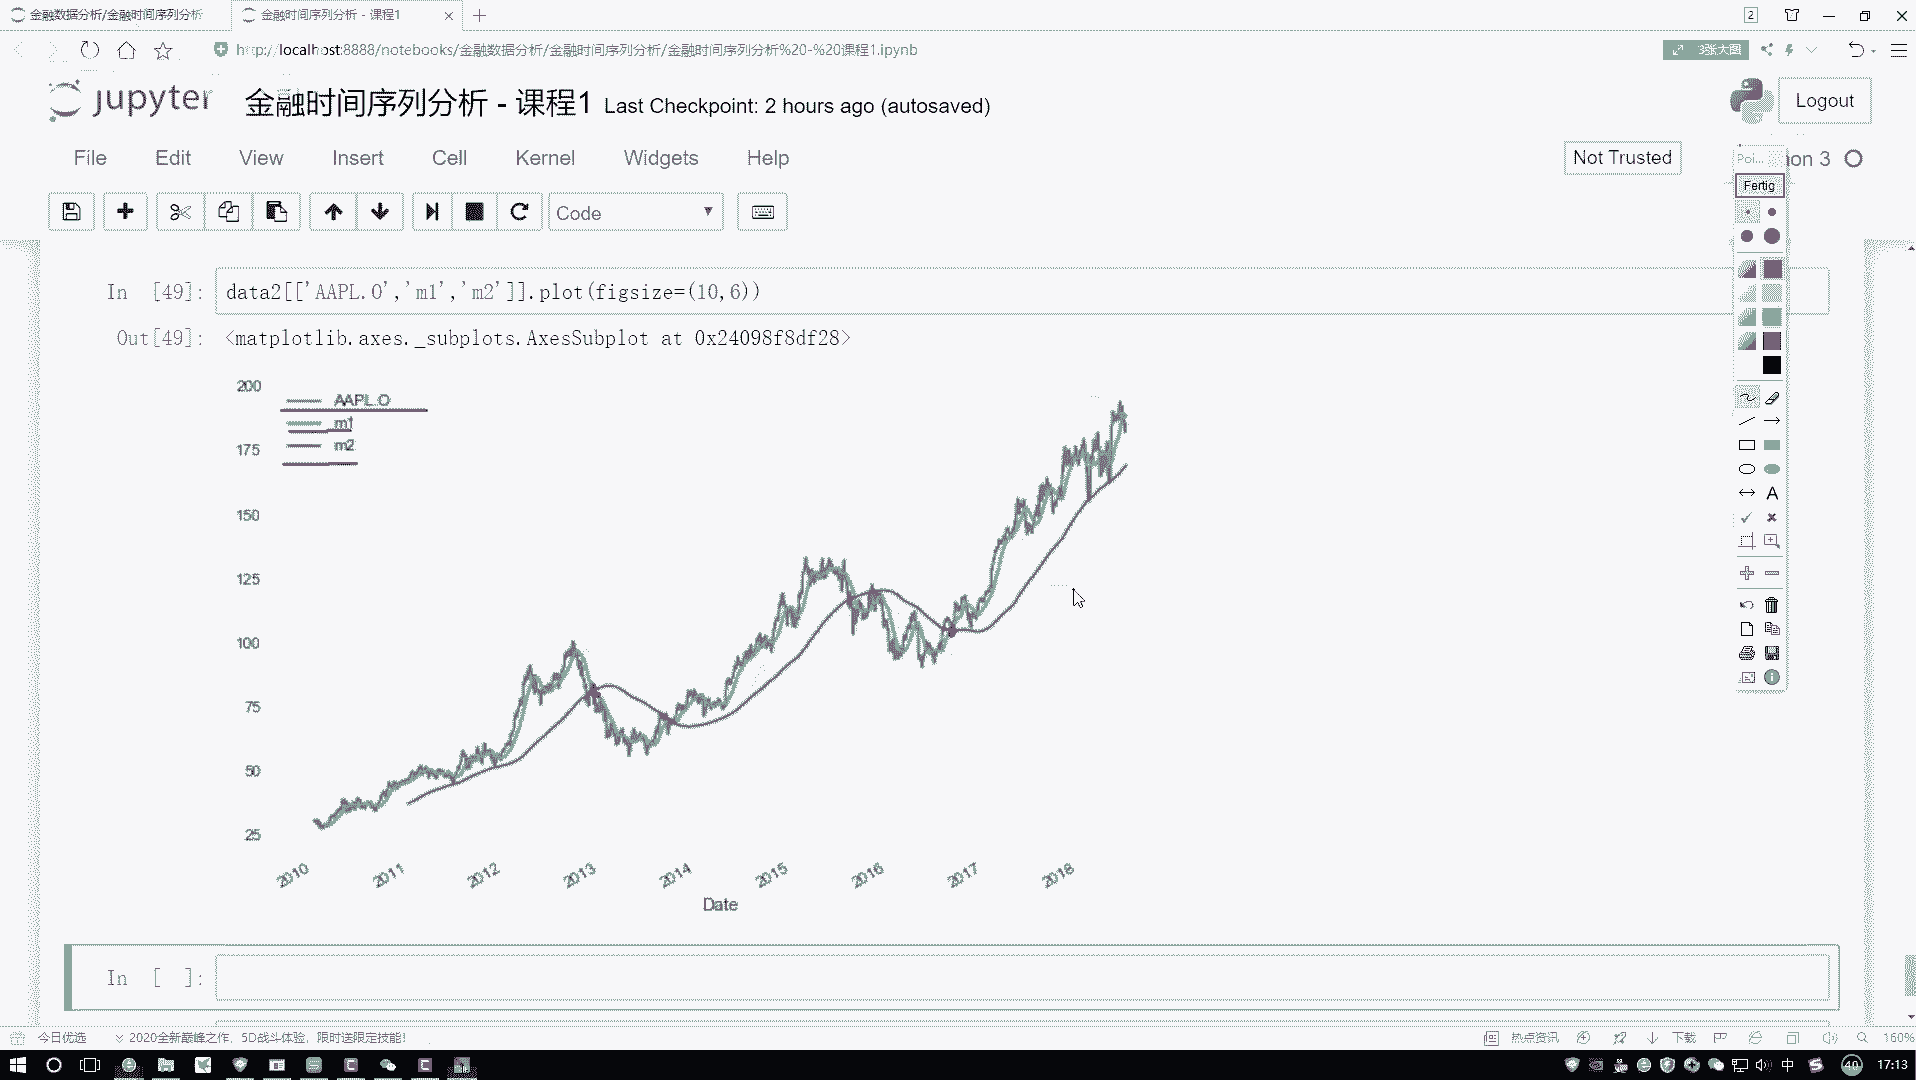 金融数据分析/金融时间序列分析
金融时间序列分析 - 课程1
2
http://localhost:8888/notebooks/金融数据分析/金融时间序列分析/金融时间序列分析%20-%20课程1.ipynb
3张大图
jupyter
金融时间序列分析 - 课程1 Last Checkpoint: 2 hours ago (autosaved)
Logout
File Edit View Insert Cell Kernel Widgets Help
Not Trusted
Poi...
on 3
Fertig
Code
In [49]: data2[['AAPL.O','m1','m2']].plot(figsize=(10,6))
Out[49]: <matplotlib.axes._subplots.AxesSubplot at 0x24098f8df28>
AAPL.O
m1
m2
200
175
150
125
100
75
50
25
2010 2011 2012 2013 2014 2015 2016 2017 2018
Date
In [ ]:
今日优选
2020全新巅峰之作，5D战斗体验，限时送限定技能！
热点资讯
下载
160%
中
40
17:13